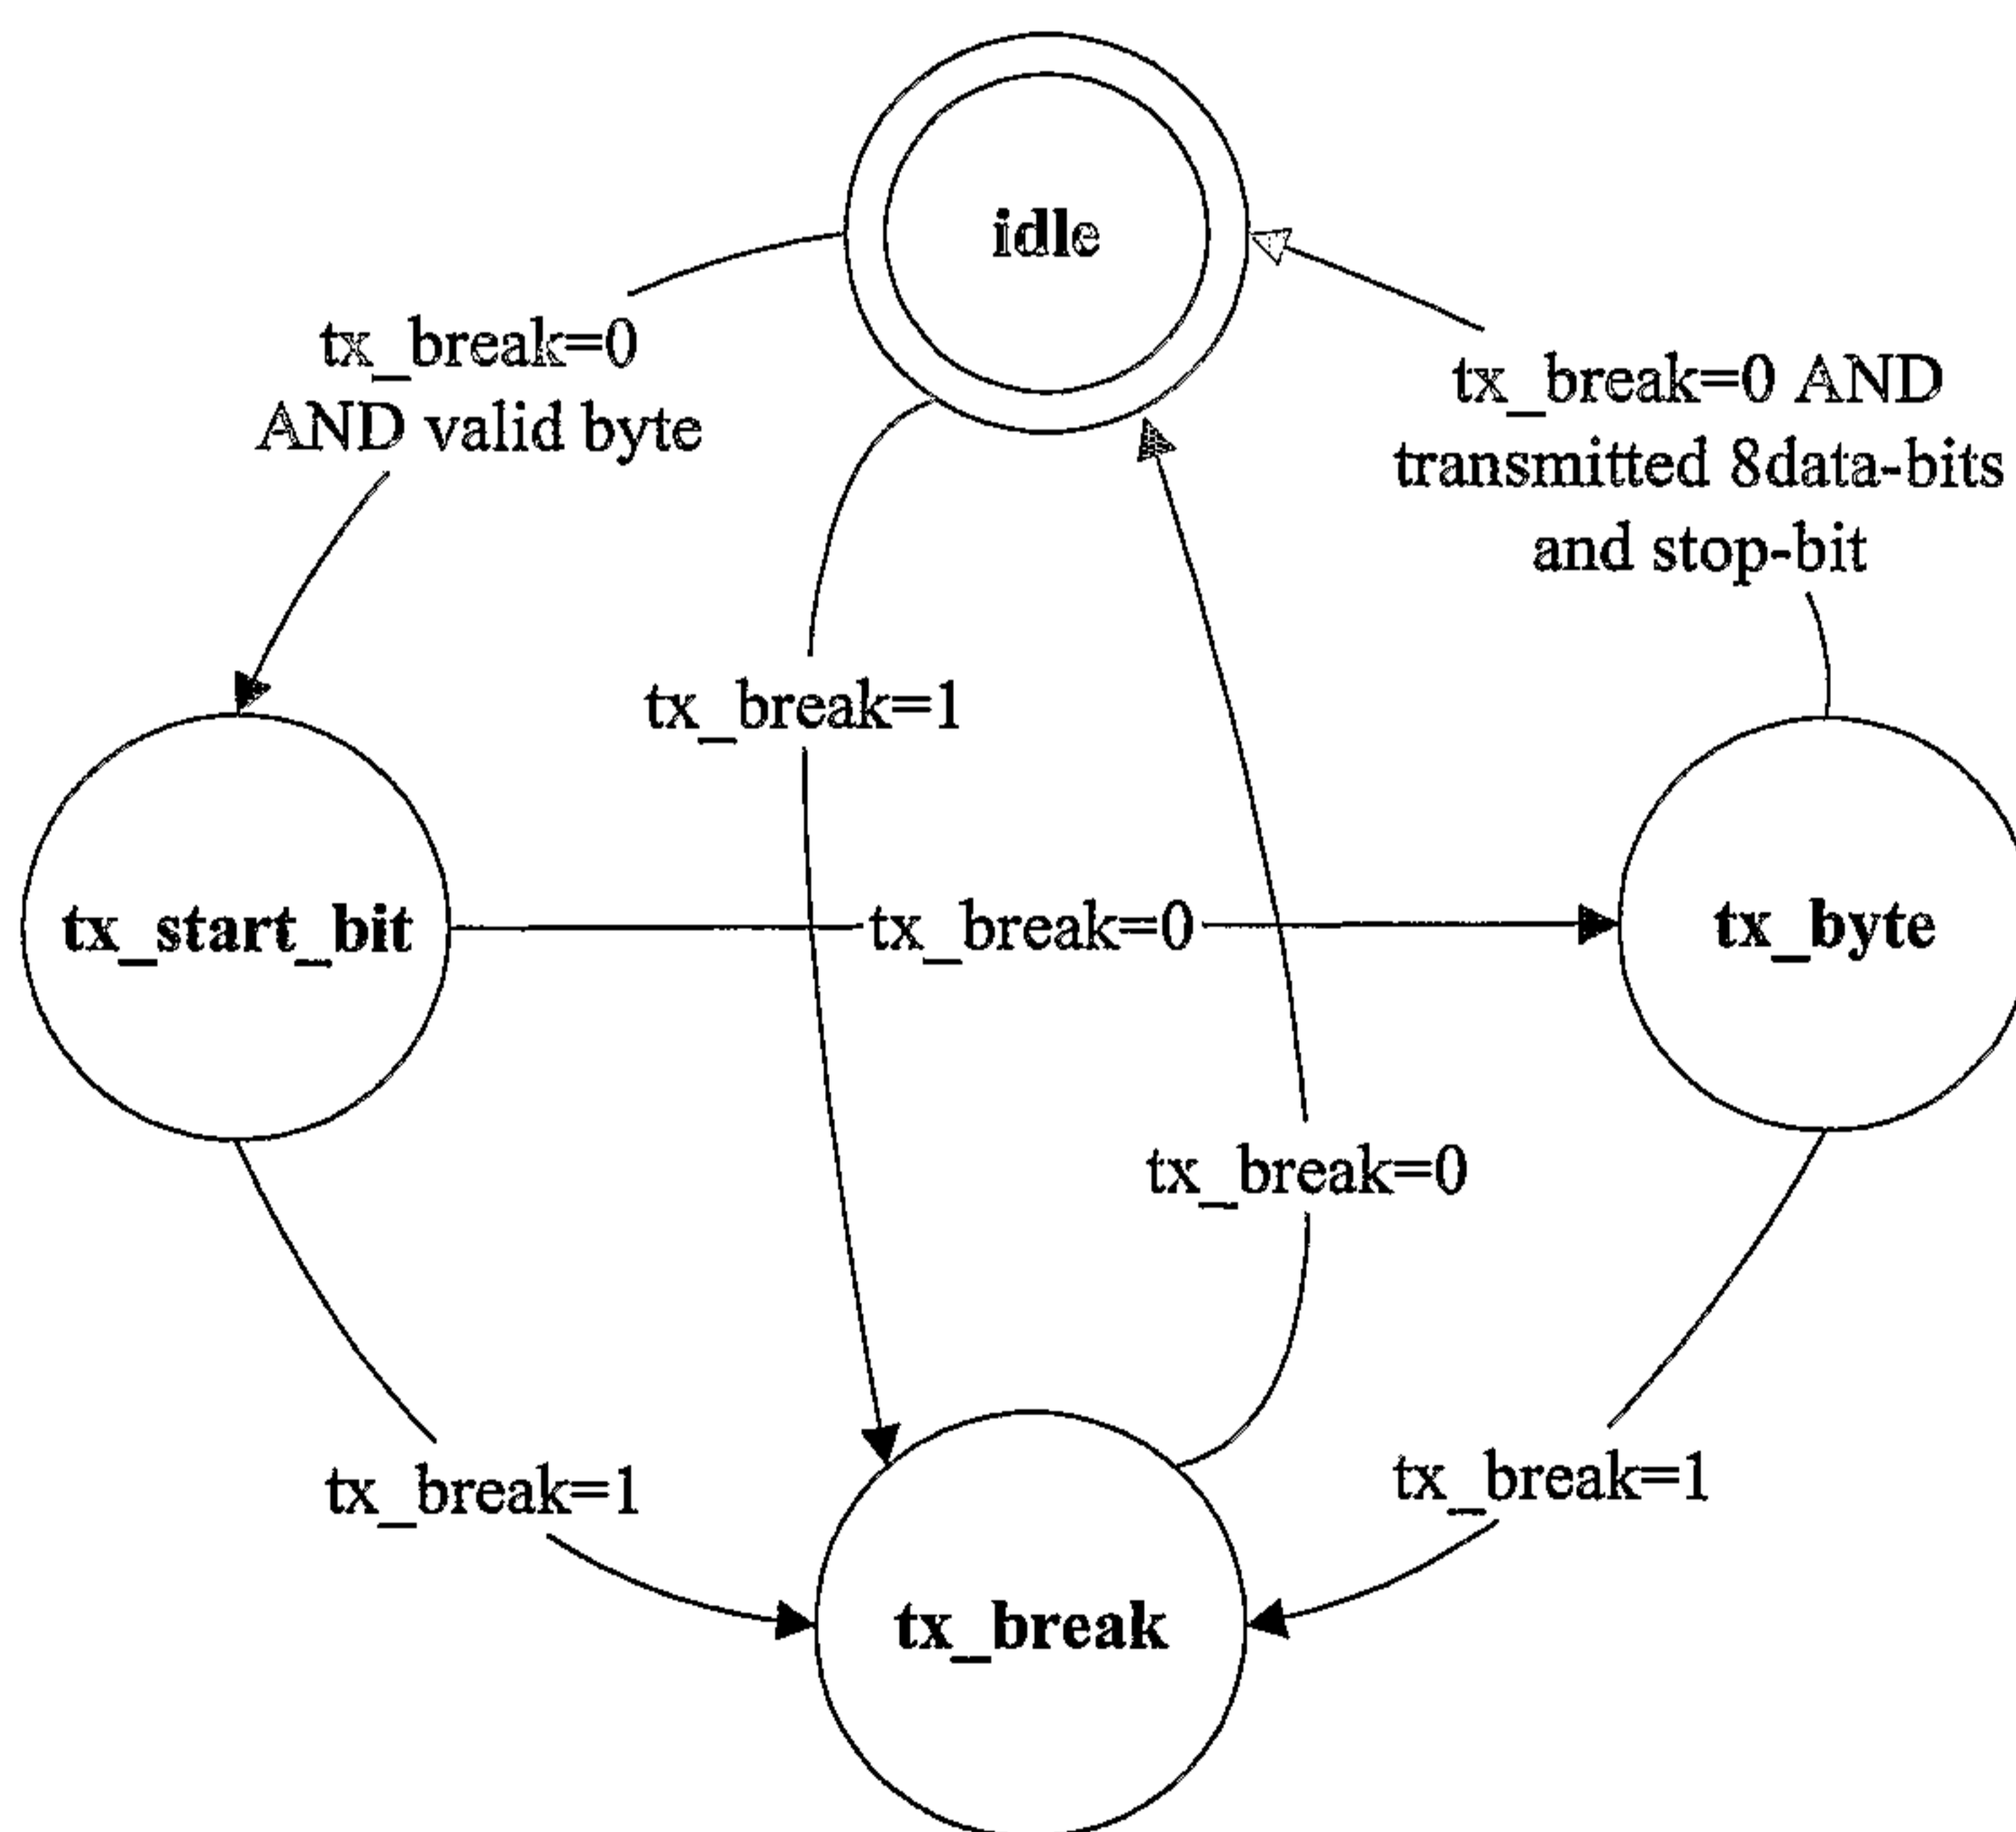 idle
tx_break=0
AND valid byte
tx_break=0 AND
transmitted 8data-bits
and stop-bit
tx_break=1
tx_start_bit
tx_break=0
tx_byte
tx_break=0
tx_break=1
tx_break=1
tx_break